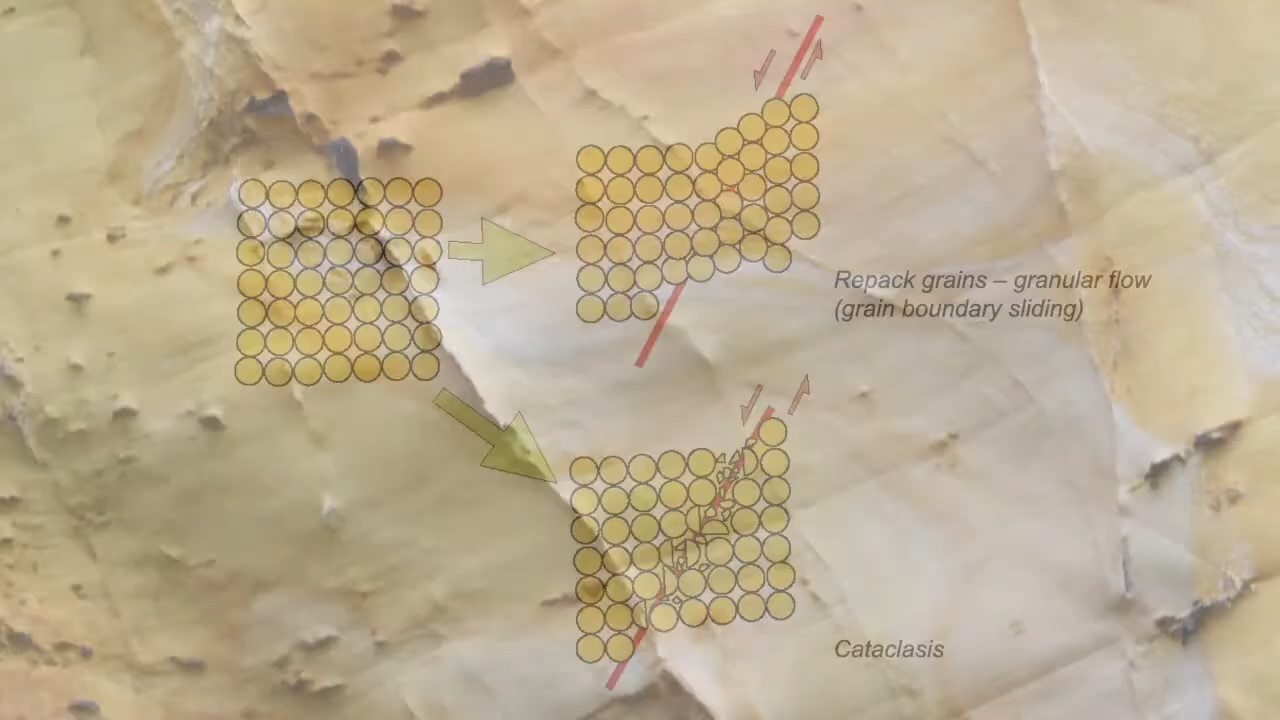 Repack grains – granular flow
(grain boundary sliding)
Cataclasis